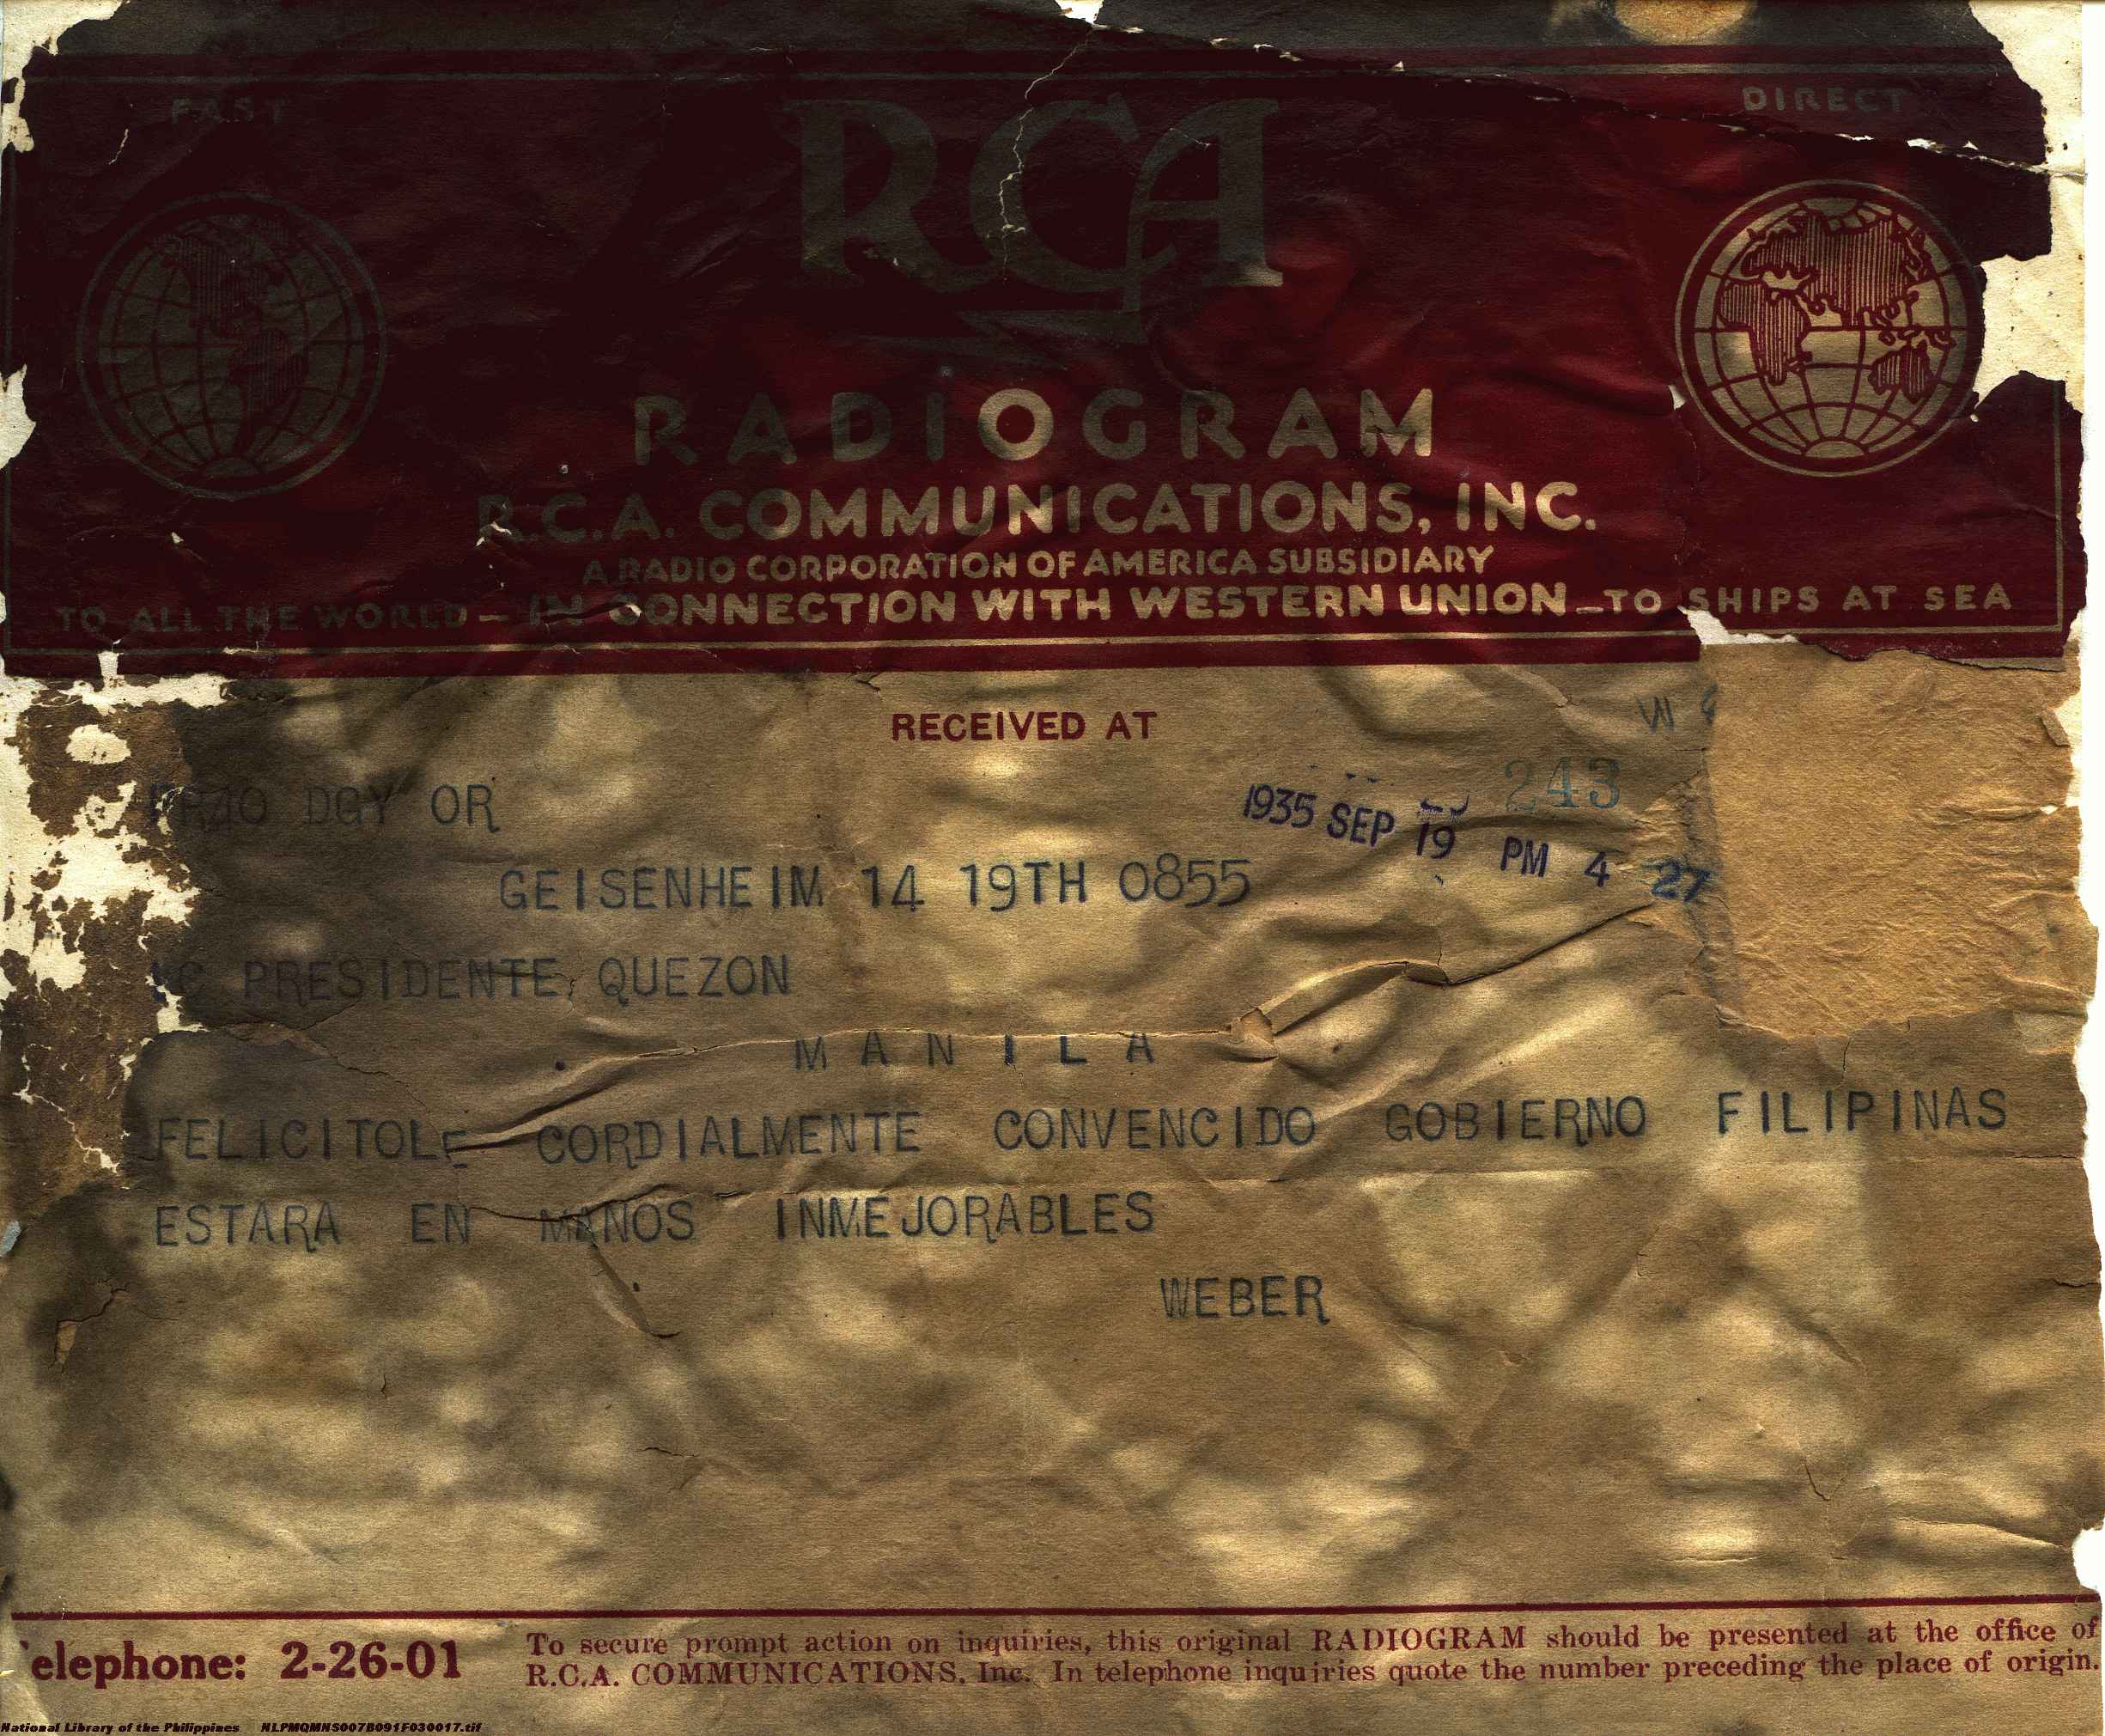 FAST
DIRECT
RCA
RADIOGRAM
R.C.A. COMMUNICATIONS, INC.
A RADIO CORPORATION OF AMERICA SUBSIDIARY
TO ALL THE WORLD — IN CONNECTION WITH WESTERN UNION — TO SHIPS AT SEA
RECEIVED AT
243
DGY OR
1935 SEP 19 PM 4 27
GEISENHEIM 14 19TH 0855
PRESIDENTE QUEZON
MANILA
FELICITOLE CORDIALMENTE CONVENCIDO GOBIERNO FILIPINAS
ESTARA EN MANOS INMEJORABLES
WEBER
elephone: 2-26-01
To secure prompt action on inquiries, this original RADIOGRAM should be presented at the office of
R.C.A. COMMUNICATIONS, Inc. In telephone inquiries quote the number preceding the place of origin.
National Library of the Philippines NLPMQMNS007B091F030017.tif